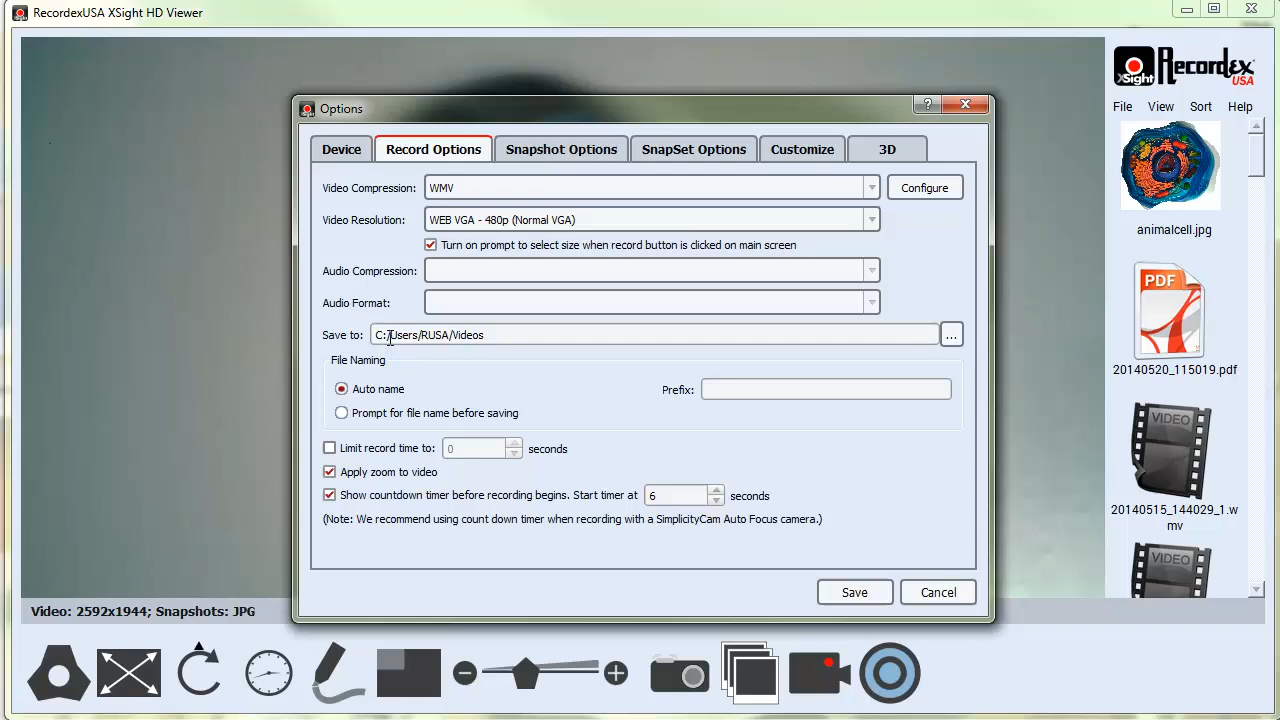 RecordexUSA XSight HD Viewer
XSight Recordex USA
File View Sort Help
Options
Device Record Options Snapshot Options SnapSet Options Customize 3D
Video Compression: WMV Configure
Video Resolution: WEB VGA - 480p (Normal VGA)
Turn on prompt to select size when record button is clicked on main screen
Audio Compression:
Audio Format:
Save to: C:/Users/RUSA/Videos ...
File Naming
Auto name Prefix:
Prompt for file name before saving
Limit record time to: 0 seconds
Apply zoom to video
Show countdown timer before recording begins. Start timer at 6 seconds
(Note: We recommend using count down timer when recording with a SimplicityCam Auto Focus camera.)
Save Cancel
animalcell.jpg
PDF
20140520_115019.pdf
VIDEO
20140515_144029_1.w
mv
VIDEO
Video: 2592x1944; Snapshots: JPG